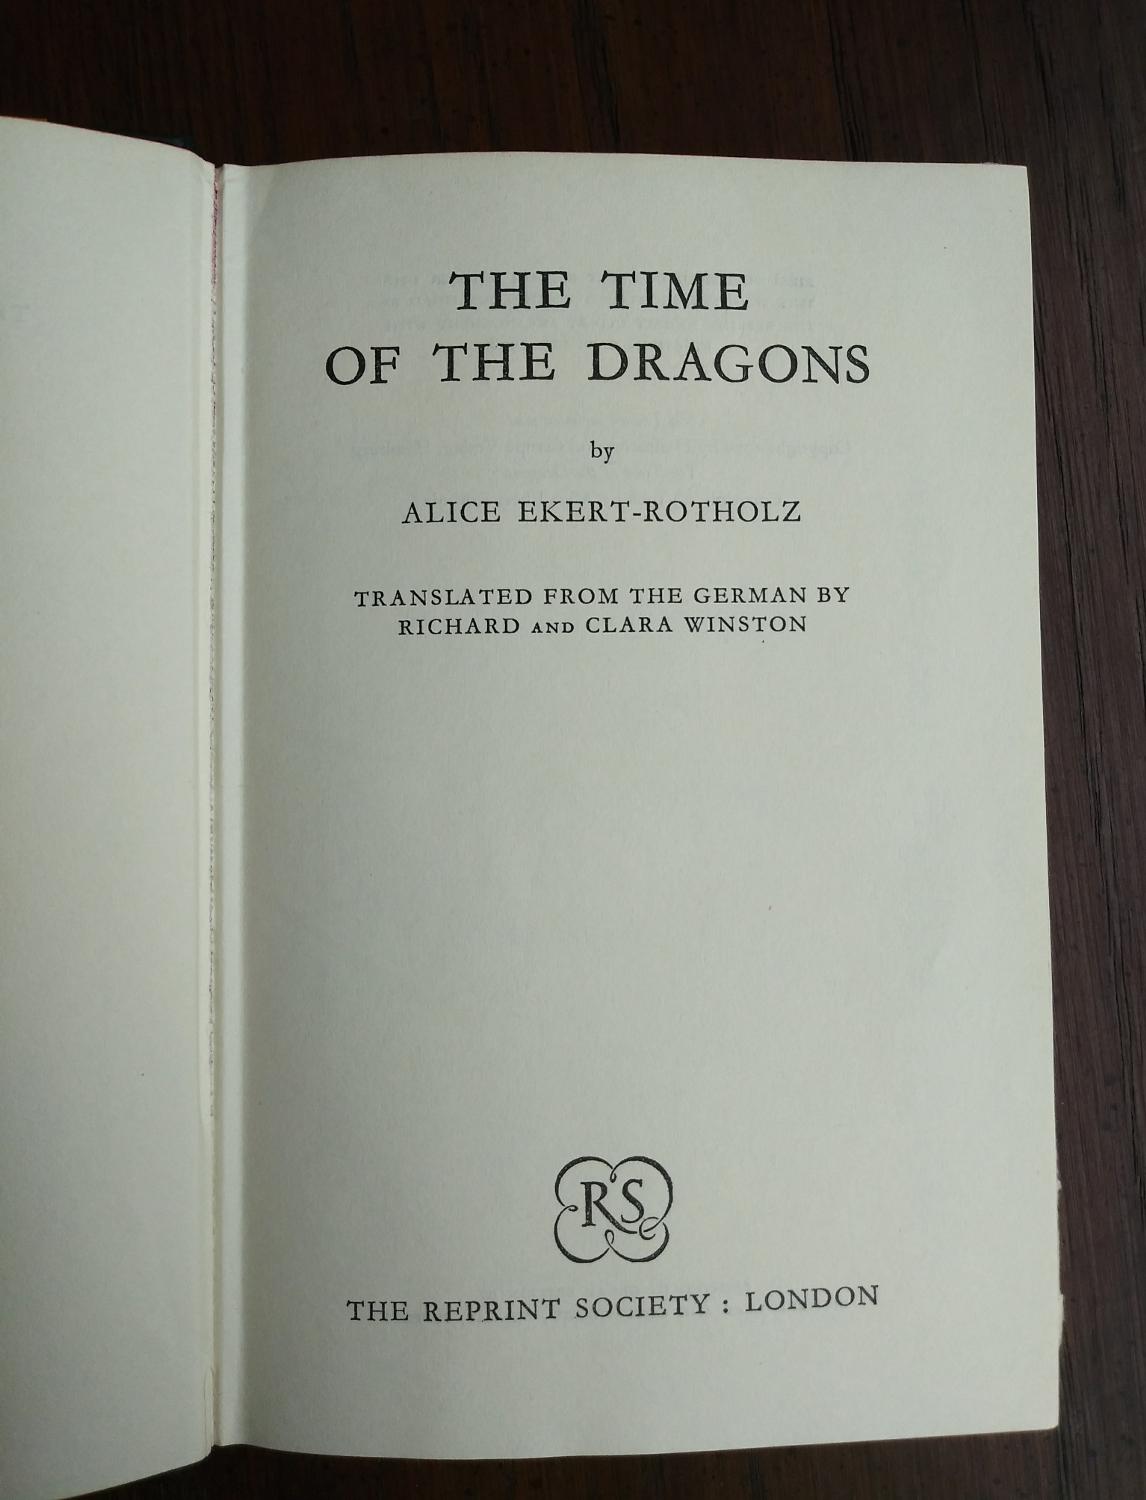 THE TIME
OF THE DRAGONS
by
ALICE EKERT-ROTHOLZ
TRANSLATED FROM THE GERMAN BY
RICHARD AND CLARA WINSTON
RS
THE REPRINT SOCIETY : LONDON